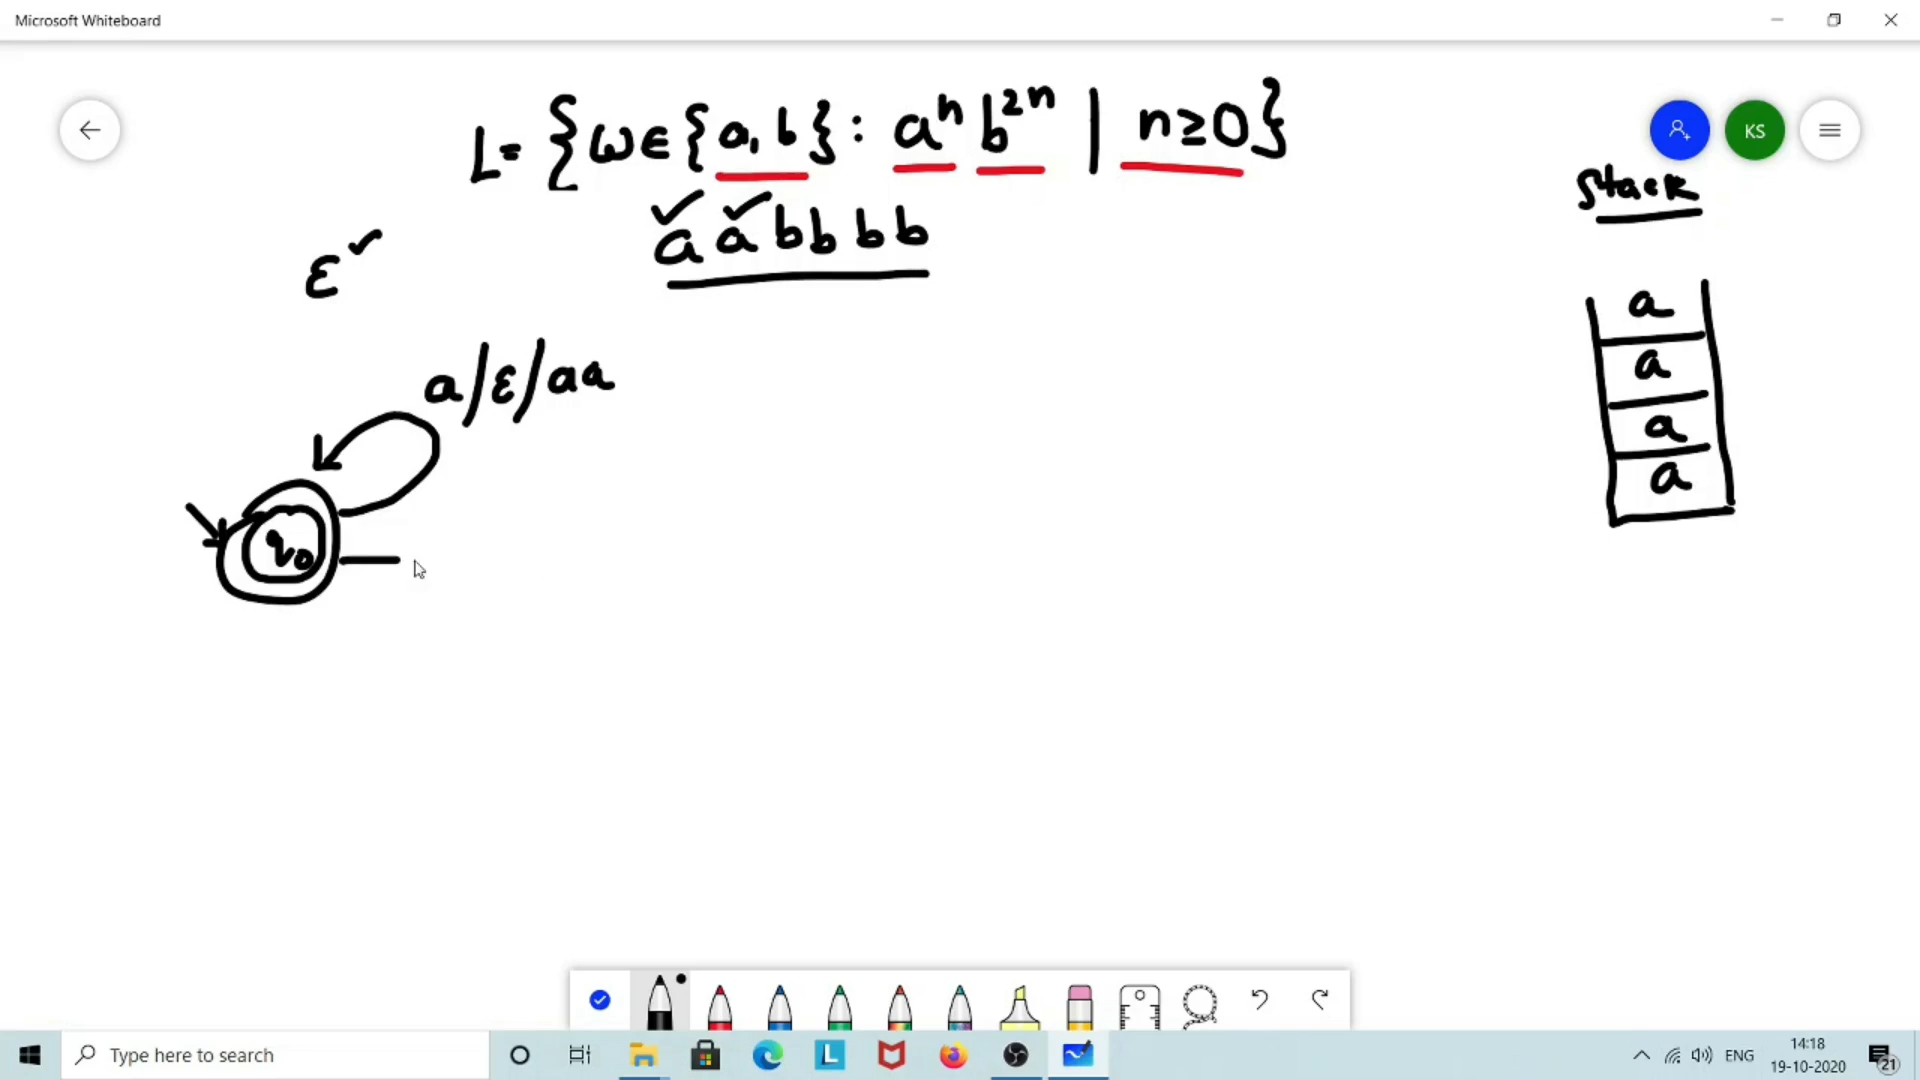 Microsoft Whiteboard
L = {ω ∈ {a, b} : aⁿ b²ⁿ | n ≥ 0}
KS
Stack
a a b b b b
ε
a
a
a
a
a/ε/aa
q₀
Type here to search
L
ENG
14:18
19-10-2020
21